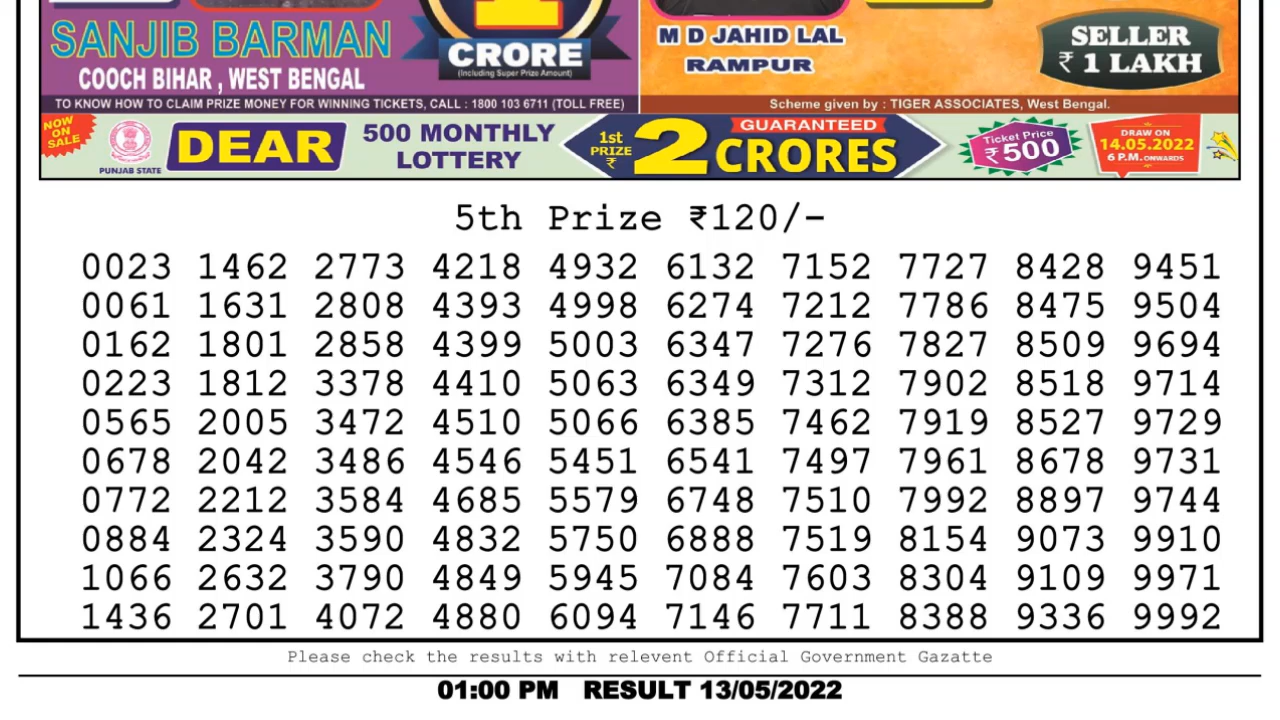 SANJIB BARMAN
COOCH BIHAR , WEST BENGAL
CRORE
(Including Super Prize Amount)
M D JAHID LAL
RAMPUR
SELLER
₹ 1 LAKH
TO KNOW HOW TO CLAIM PRIZE MONEY FOR WINNING TICKETS, CALL : 1800 103 6711 (TOLL FREE)
Scheme given by : TIGER ASSOCIATES, West Bengal.
NOW
ON
SALE
PUNJAB STATE
DEAR
500 MONTHLY
LOTTERY
1st
PRIZE
₹
2
GUARANTEED
CRORES
Ticket Price
₹500
DRAW ON
14.05.2022
6 P.M. ONWARDS
5th Prize ₹120/-
0023 1462 2773 4218 4932 6132 7152 7727 8428 9451
0061 1631 2808 4393 4998 6274 7212 7786 8475 9504
0162 1801 2858 4399 5003 6347 7276 7827 8509 9694
0223 1812 3378 4410 5063 6349 7312 7902 8518 9714
0565 2005 3472 4510 5066 6385 7462 7919 8527 9729
0678 2042 3486 4546 5451 6541 7497 7961 8678 9731
0772 2212 3584 4685 5579 6748 7510 7992 8897 9744
0884 2324 3590 4832 5750 6888 7519 8154 9073 9910
1066 2632 3790 4849 5945 7084 7603 8304 9109 9971
1436 2701 4072 4880 6094 7146 7711 8388 9336 9992
Please check the results with relevent Official Government Gazatte
01:00 PM RESULT 13/05/2022